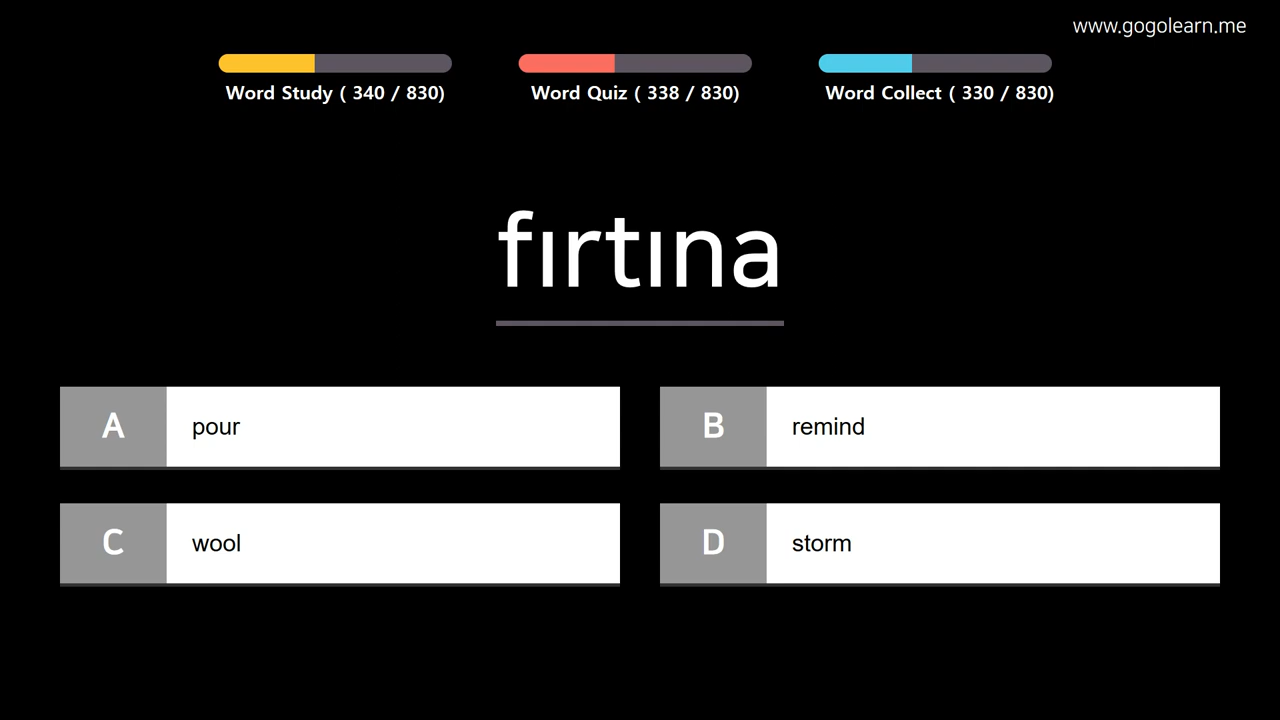 www.gogolearn.me
Word Study ( 340 / 830)
Word Quiz ( 338 / 830)
Word Collect ( 330 / 830)
fırtına
A
pour
B
remind
C
wool
D
storm